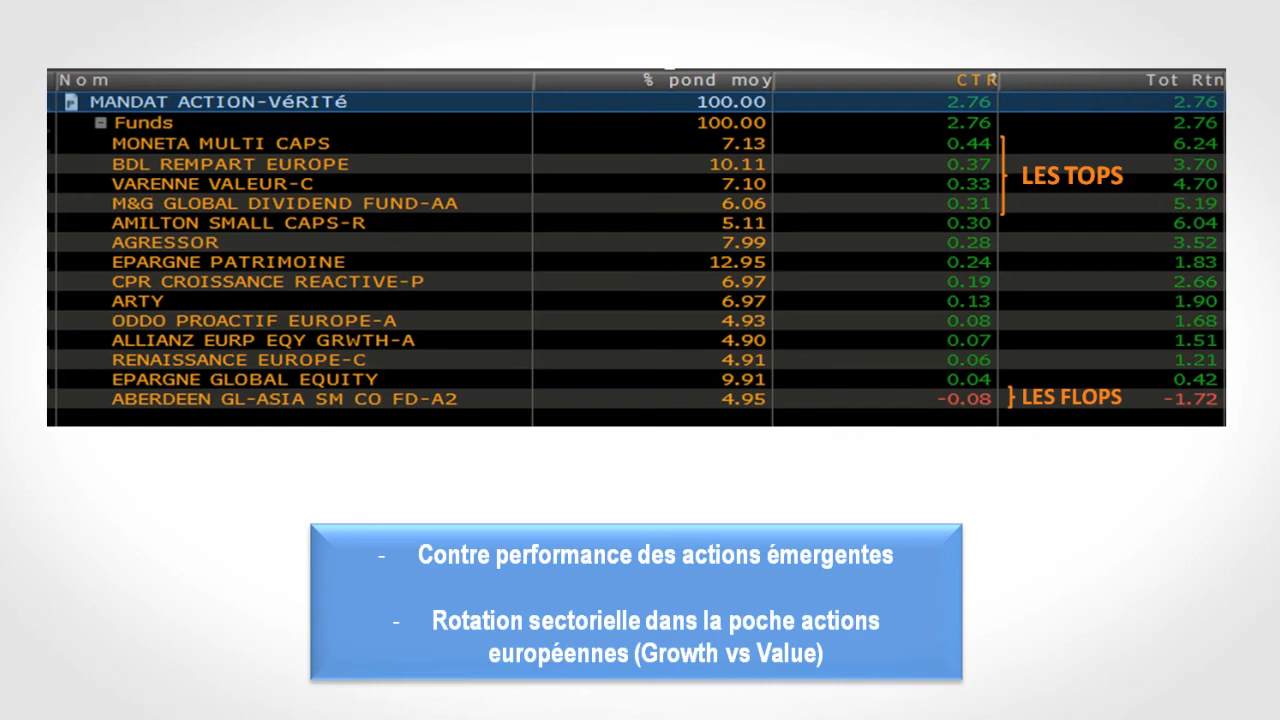 Nom % pond moy CTR Tot Rtn
MANDAT ACTION-VéRITé 100.00 2.76 2.76
Funds 100.00 2.76 2.76
MONETA MULTI CAPS 7.13 0.44 6.24
BDL REMPART EUROPE 10.11 0.37 3.70
LES TOPS
VARENNE VALEUR-C 7.10 0.33 4.70
M&G GLOBAL DIVIDEND FUND-AA 6.06 0.31 5.19
AMILTON SMALL CAPS-R 5.11 0.30 6.04
AGRESSOR 7.99 0.28 3.52
EPARGNE PATRIMOINE 12.95 0.24 1.83
CPR CROISSANCE REACTIVE-P 6.97 0.19 2.66
ARTY 6.97 0.13 1.90
ODDO PROACTIF EUROPE-A 4.93 0.08 1.68
ALLIANZ EURP EQY GRWTH-A 4.90 0.07 1.51
RENAISSANCE EUROPE-C 4.91 0.06 1.21
EPARGNE GLOBAL EQUITY 9.91 0.04 0.42
ABERDEEN GL-ASIA SM CO FD-A2 4.95 -0.08 LES FLOPS -1.72
- Contre performance des actions émergentes
- Rotation sectorielle dans la poche actions
européennes (Growth vs Value)